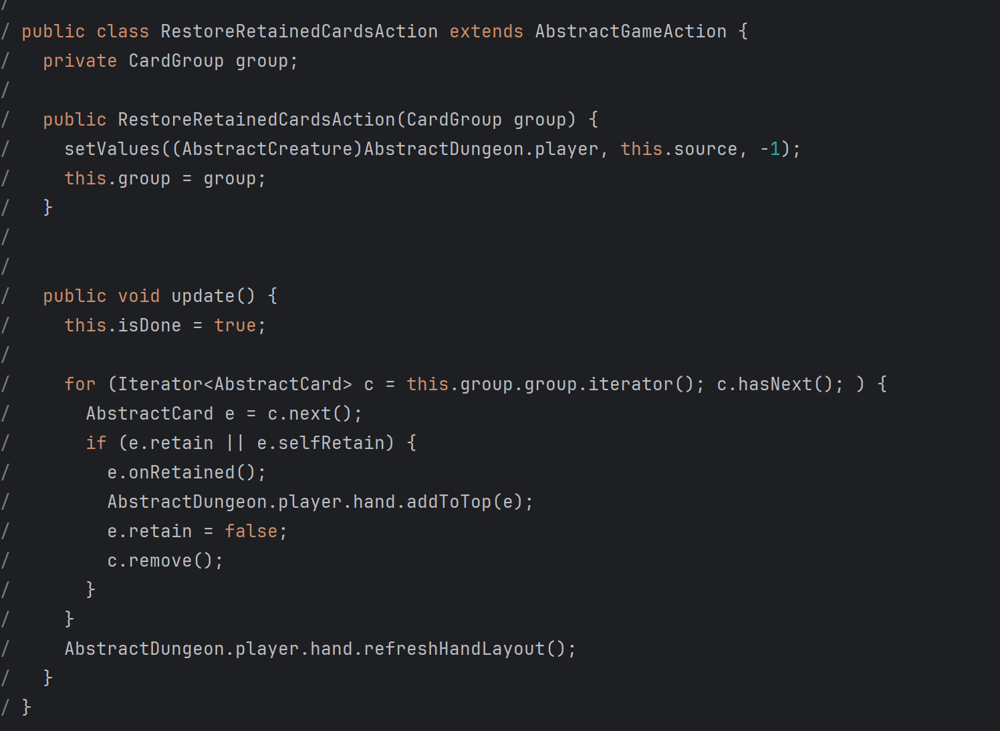 /
/ public class RestoreRetainedCardsAction extends AbstractGameAction {
/   private CardGroup group;
/
/   public RestoreRetainedCardsAction(CardGroup group) {
/     setValues((AbstractCreature)AbstractDungeon.player, this.source, -1);
/     this.group = group;
/   }
/
/
/   public void update() {
/     this.isDone = true;
/
/     for (Iterator<AbstractCard> c = this.group.group.iterator(); c.hasNext(); ) {
/       AbstractCard e = c.next();
/       if (e.retain || e.selfRetain) {
/         e.onRetained();
/         AbstractDungeon.player.hand.addToTop(e);
/         e.retain = false;
/         c.remove();
/       }
/     }
/     AbstractDungeon.player.hand.refreshHandLayout();
/   }
/ }